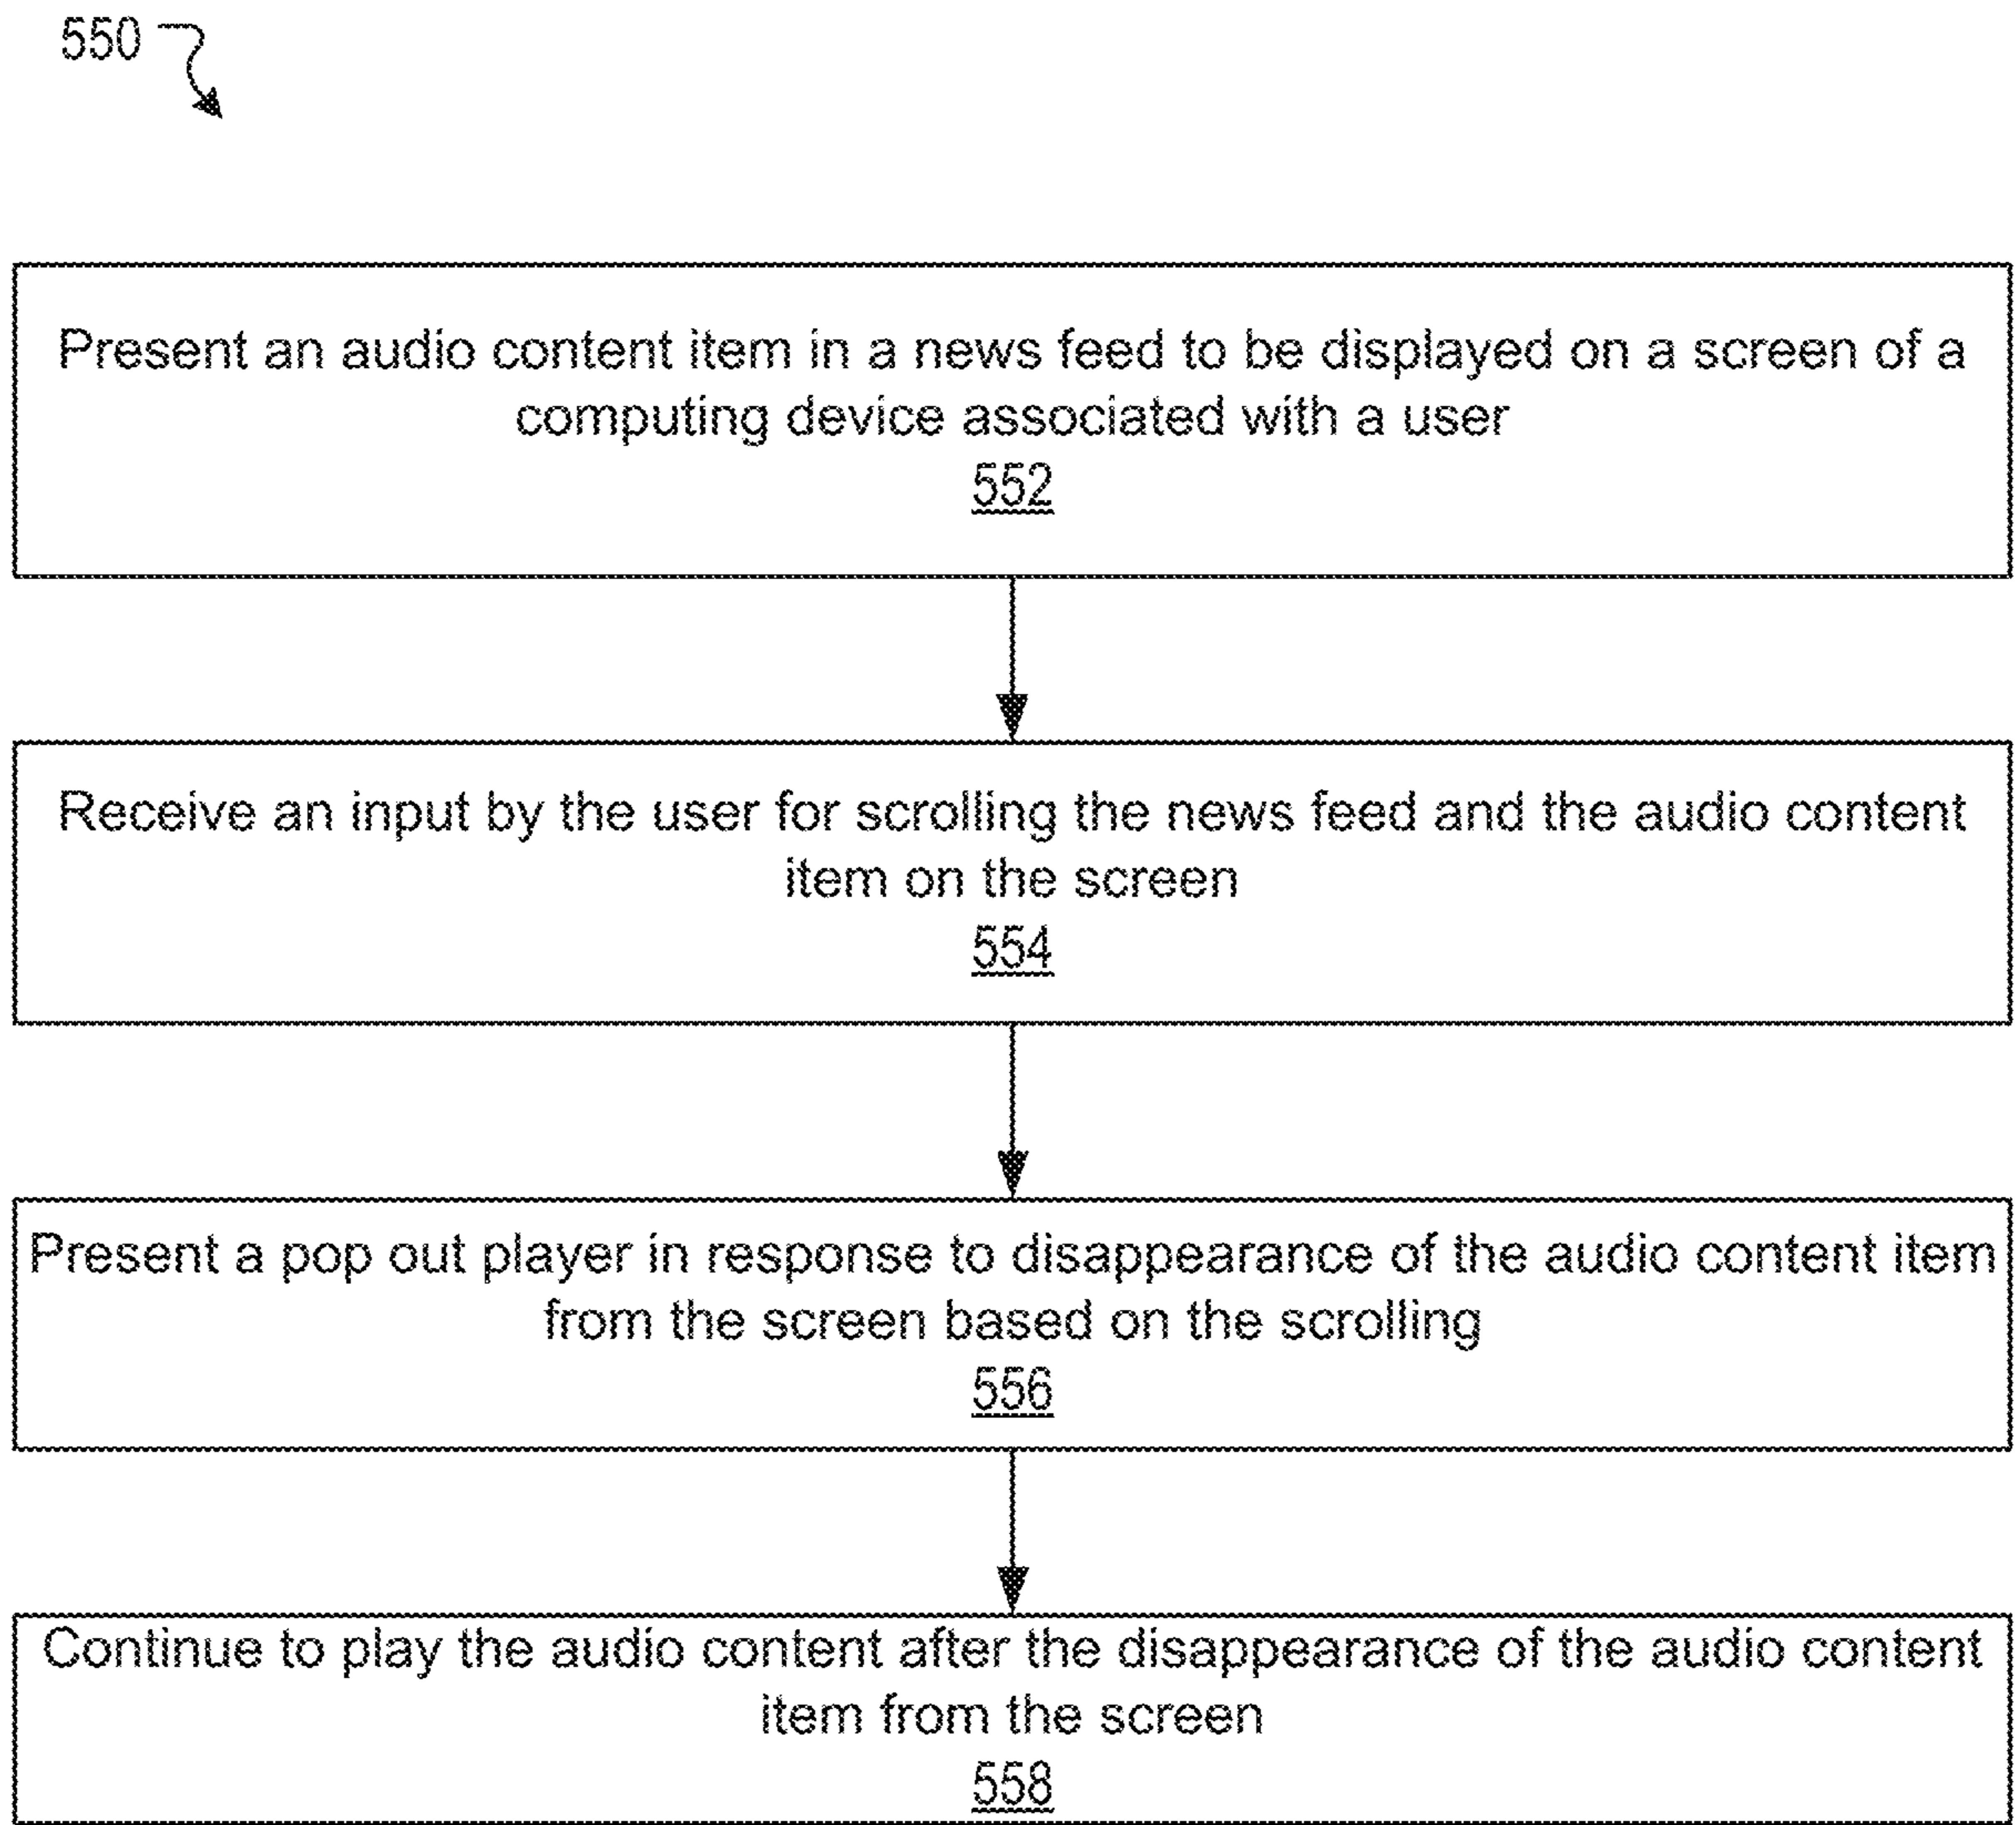 550
Present an audio content item in a news feed to be displayed on a screen of a
computing device associated with a user
552
Receive an input by the user for scrolling the news feed and the audio content
item on the screen
554
Present a pop out player in response to disappearance of the audio content item
from the screen based on the scrolling
556
Continue to play the audio content after the disappearance of the audio content
item from the screen
558